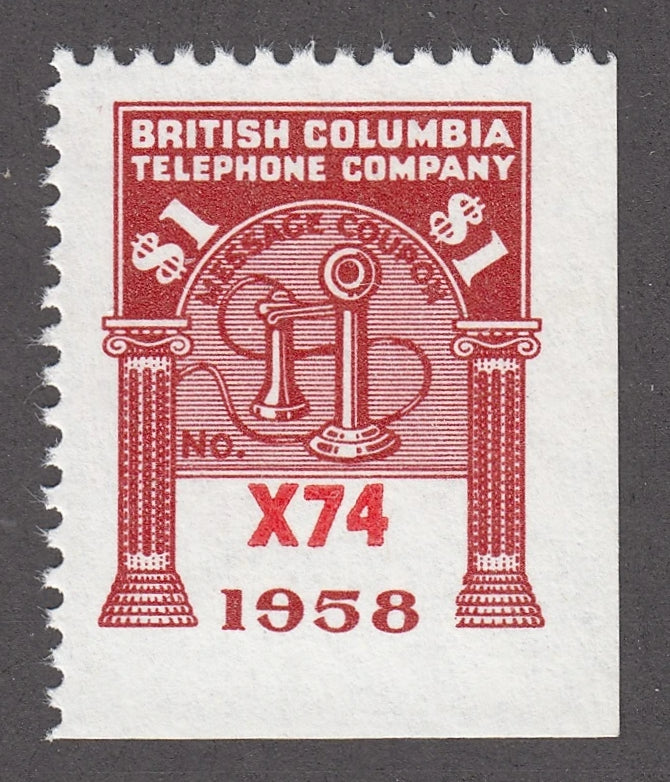 BRITISH COLUMBIA
TELEPHONE COMPANY
$1 $1
MESSAGE COUPON
NO.
X74
1958